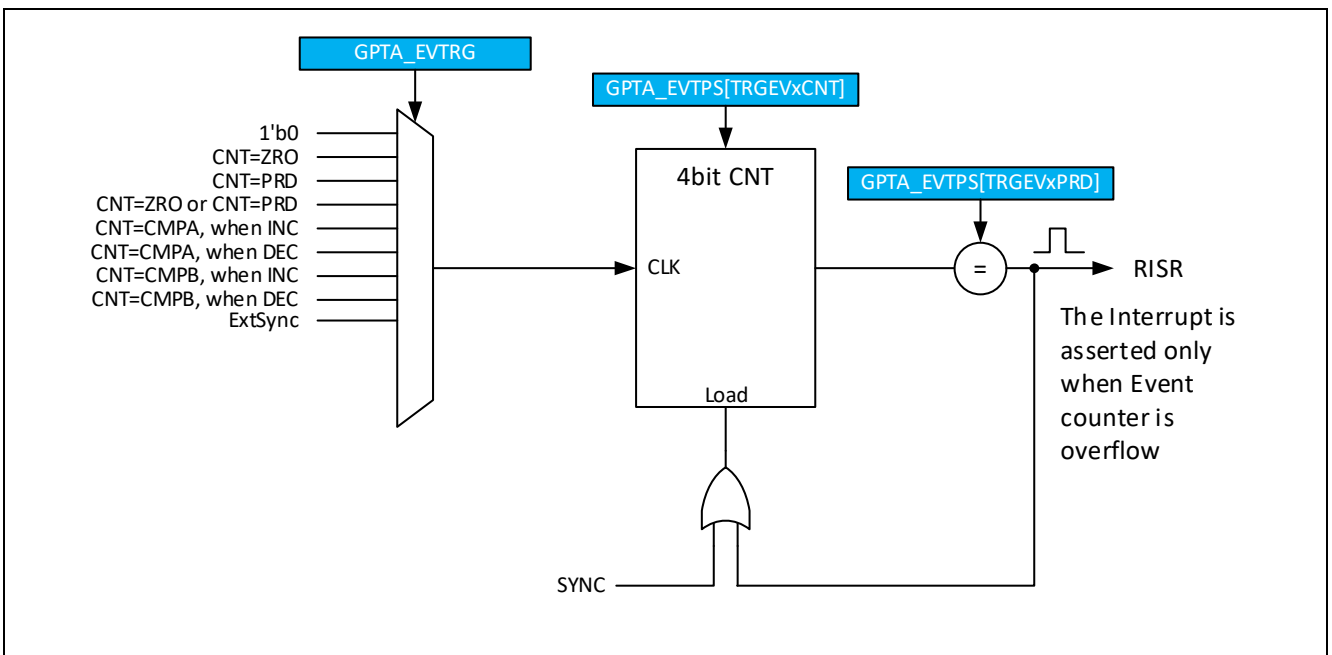 GPTA_EVTRG
GPTA_EVTPS[TRGEVxCNT]
1'b0
CNT=ZRO
CNT=PRD
CNT=ZRO or CNT=PRD
CNT=CMPA, when INC
CNT=CMPA, when DEC
CNT=CMPB, when INC
CNT=CMPB, when DEC
ExtSync
4bit CNT
CLK
Load
GPTA_EVTPS[TRGEVxPRD]
=
RISR
The Interrupt is
asserted only
when Event
counter is
overflow
SYNC